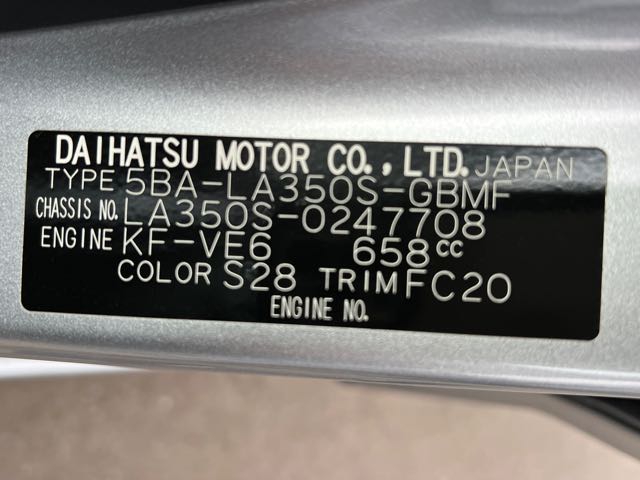 DAIHATSU MOTOR CO., LTD. JAPAN
TYPE 5BA-LA350S-GBMF
CHASSIS NO. LA350S-0247708
ENGINE KF-VE6 658cc
COLOR S28 TRIM FC20
ENGINE NO.